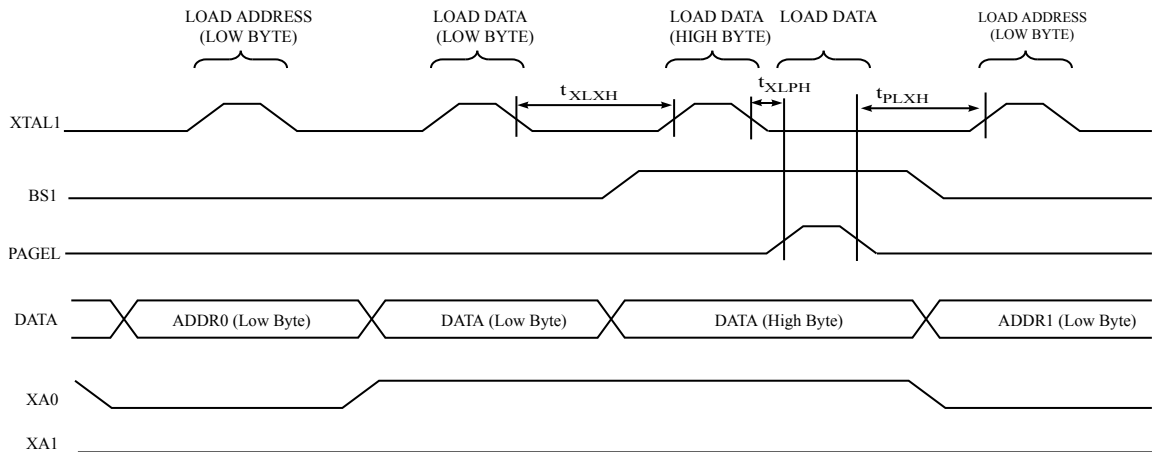 LOAD ADDRESS
(LOW BYTE)
LOAD DATA
(LOW BYTE)
LOAD DATA
(HIGH BYTE)
LOAD DATA
LOAD ADDRESS
(LOW BYTE)
XTAL1
t XLXH
tXLPH
tPLXH
BS1
PAGEL
DATA
ADDR0 (Low Byte)
DATA (Low Byte)
DATA (High Byte)
ADDR1 (Low Byte)
XA0
XA1